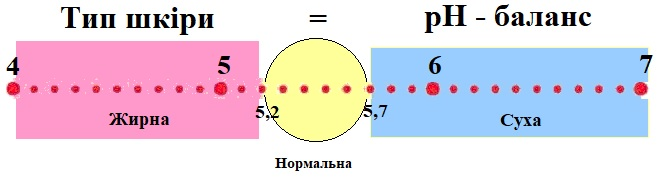 Тип шкіри = pH - баланс
4 5 6 7
5,2 5,7
Жирна Суха
Нормальна